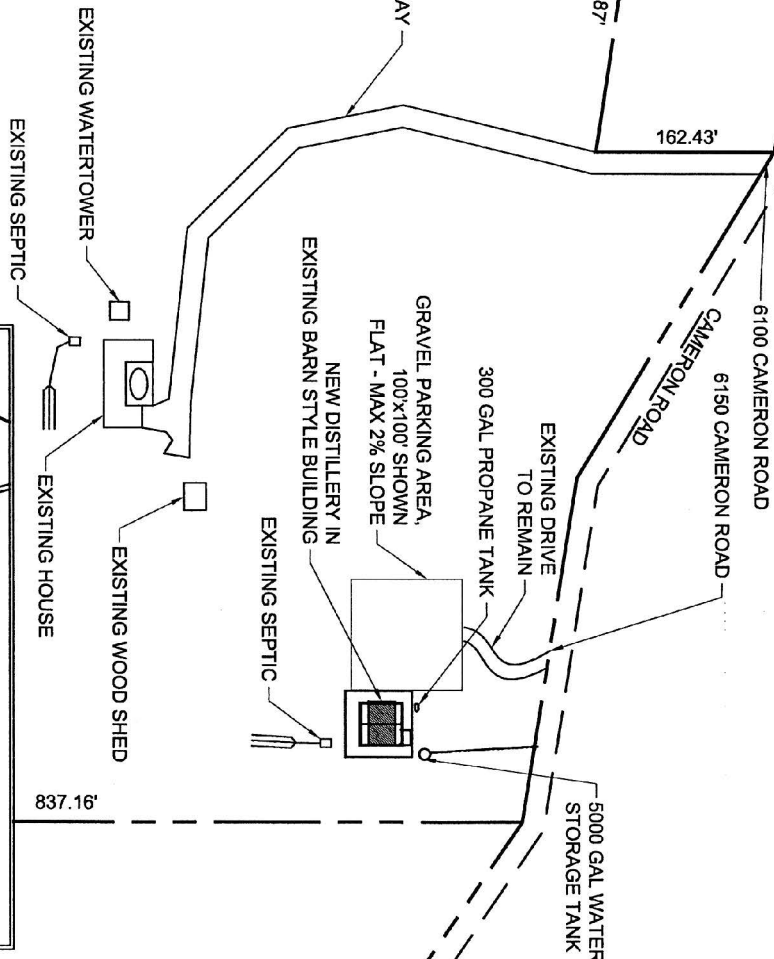 87'
AY
162.43'
6100 CAMERON ROAD
CAMERON ROAD
6150 CAMERON ROAD
EXISTING DRIVE
TO REMAIN
300 GAL PROPANE TANK
GRAVEL PARKING AREA,
100'x100' SHOWN
FLAT - MAX 2% SLOPE
NEW DISTILLERY IN
EXISTING BARN STYLE BUILDING
EXISTING WATERTOWER
EXISTING SEPTIC
EXISTING HOUSE
EXISTING WOOD SHED
EXISTING SEPTIC
5000 GAL WATER
STORAGE TANK
837.16'